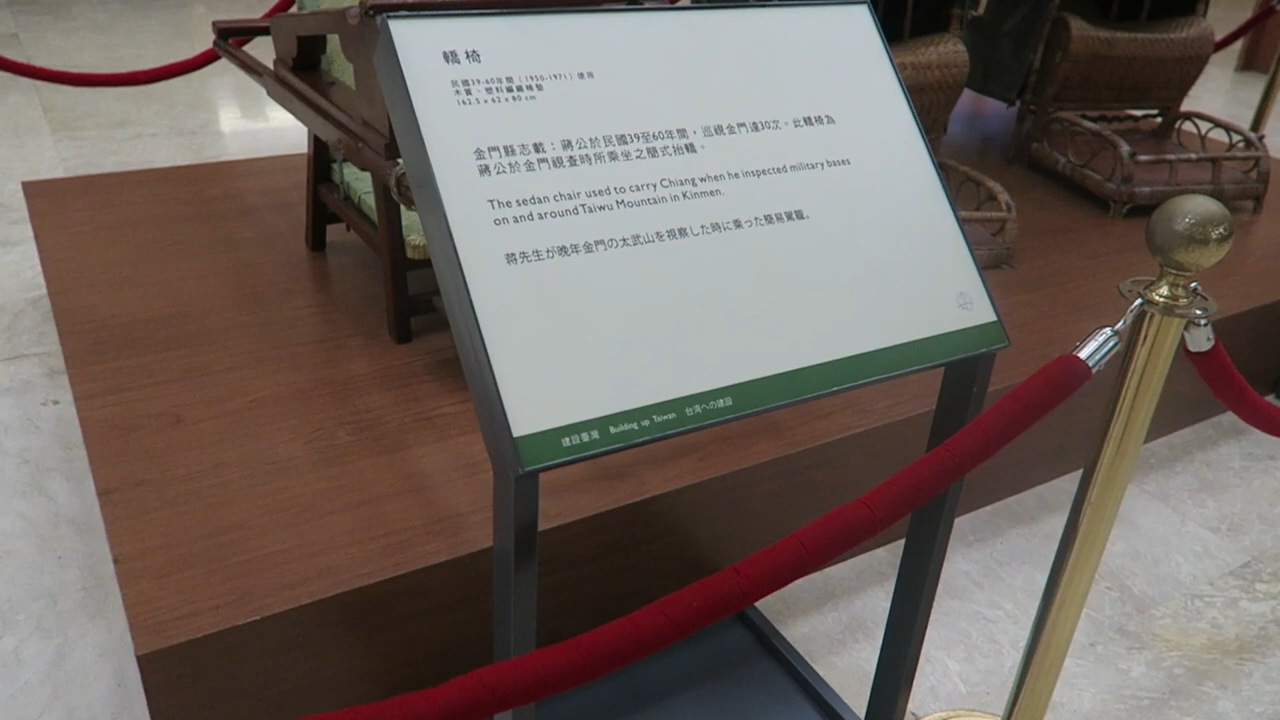 轎椅
民國39-60年間（1950-1971）使用
木質、塑料編織椅墊
162.5 x 62 x 80 cm
金門縣志載：蔣公於民國39至60年間，巡視金門達30次。此轎椅為
蔣公於金門視查時所乘坐之簡式抬轎。
The sedan chair used to carry Chiang when he inspected military bases
on and around Taiwu Mountain in Kinmen.
蒋先生が晩年金門の太武山を視察した時に乗った簡易駕籠。
建設臺灣 Building up Taiwan 台湾への建設